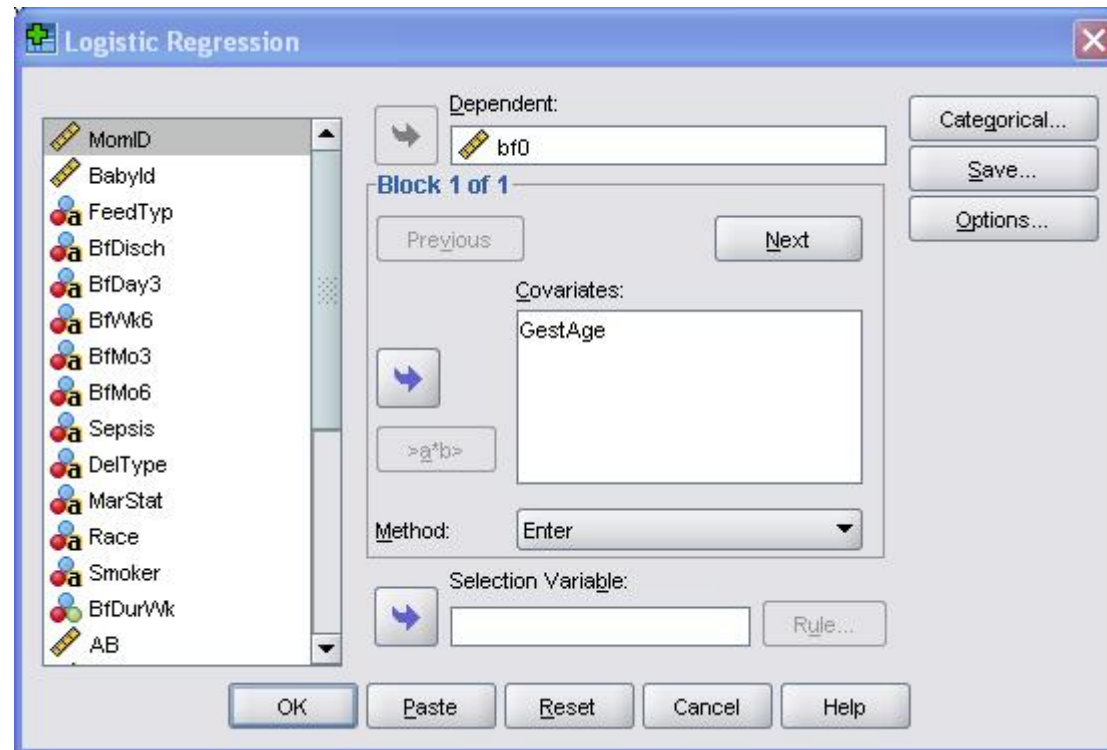 Logistic Regression
MomID
BabyId
FeedTyp
BfDisch
BfDay3
BfWk6
BfMo3
BfMo6
Sepsis
DelType
MarStat
Race
Smoker
BfDurWk
AB
Dependent:
bf0
Block 1 of 1
Previous
Next
Covariates:
GestAge
>a*b>
Method:
Enter
Selection Variable:
Rule...
Categorical...
Save...
Options...
OK
Paste
Reset
Cancel
Help